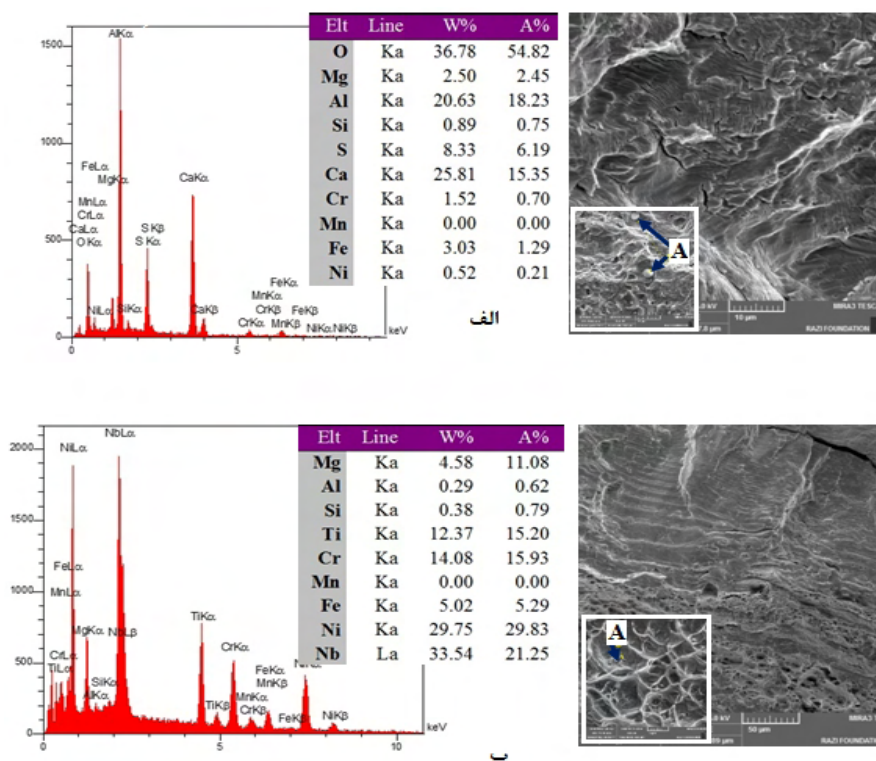 Elt Line W% A%
O Ka 36.78 54.82
Mg Ka 2.50 2.45
Al Ka 20.63 18.23
Si Ka 0.89 0.75
S Ka 8.33 6.19
Ca Ka 25.81 15.35
Cr Ka 1.52 0.70
Mn Ka 0.00 0.00
Fe Ka 3.03 1.29
Ni Ka 0.52 0.21
1500
1000
500
0
AlKα
FeLα
MgKα
MnLα
CrLα
CaLα
OKα
NiLα
SiKα
SKβ
SKα
CaKα
CaKβ
CrKα
FeKα
MnKα
CrKβ
FeKβ
MnKβ
NiKα NiKβ
keV
0 5
A
10 µm
MIRA3 TESC
RAZI FOUNDATION
الف
Elt Line W% A%
Mg Ka 4.58 11.08
Al Ka 0.29 0.62
Si Ka 0.38 0.79
Ti Ka 12.37 15.20
Cr Ka 14.08 15.93
Mn Ka 0.00 0.00
Fe Ka 5.02 5.29
Ni Ka 29.75 29.83
Nb La 33.54 21.25
2000
1500
1000
500
0
NbLα
NiLα
FeLα
MnLα
MgKα
NbLβ
CrLα
TiLα
SiKα
AlKα
TiKα
TiKβ
CrKα
FeKα
MnKβ
MnKα
CrKβ
FeKβ
NiKβ
keV
0 5 10
A
50 µm
MIRA3 TESC
RAZI FOUNDATION
ب